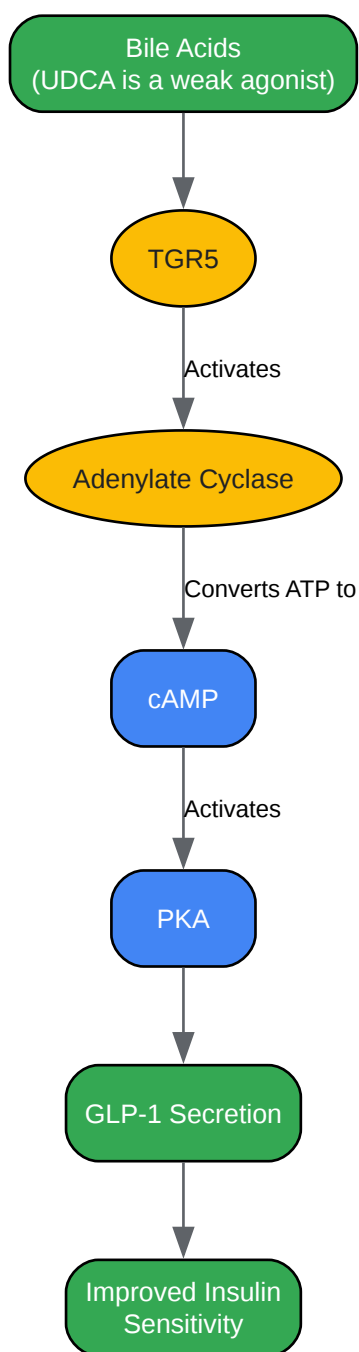 Bile Acids
(UDCA is a weak agonist)
TGR5
Activates
Adenylate Cyclase
Converts ATP to
cAMP
Activates
PKA
GLP-1 Secretion
Improved Insulin
Sensitivity